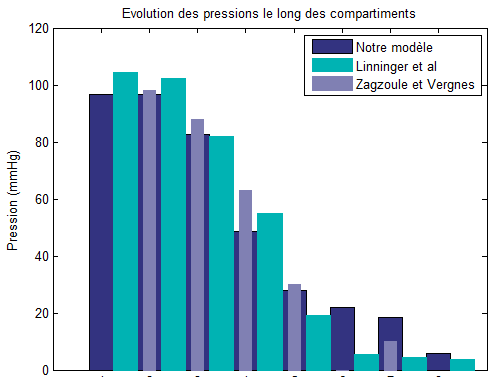 Evolution des pressions le long des compartiments
Notre modèle
Linninger et al
Zagzoule et Vergnes
Pression (mmHg)
120
100
80
60
40
20
0